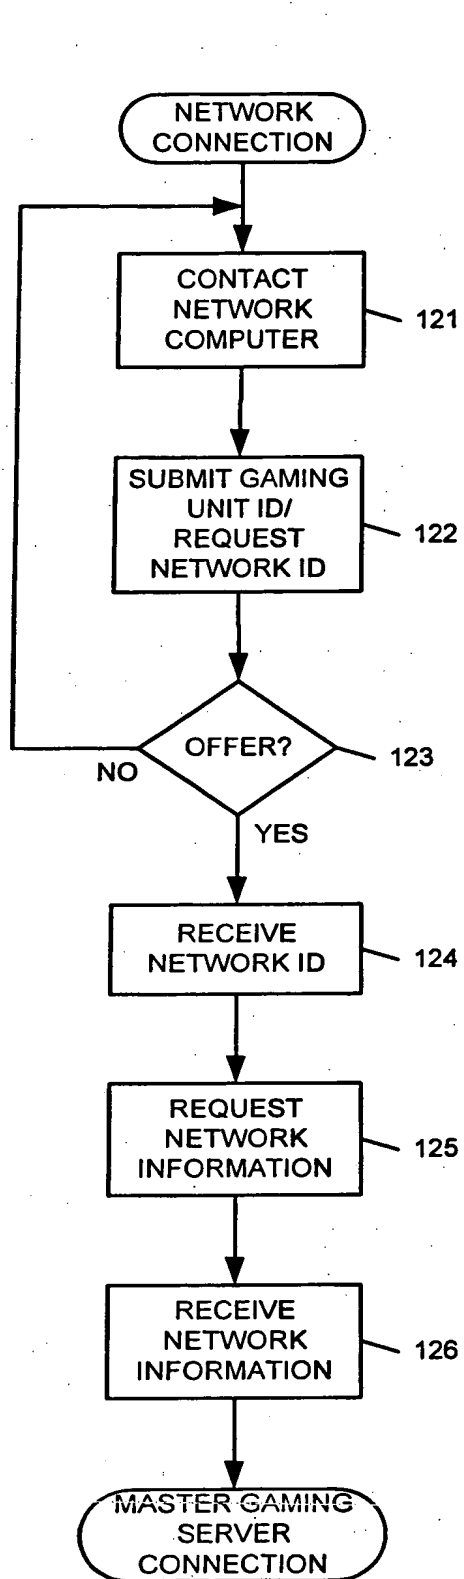 NETWORK
CONNECTION
CONTACT
NETWORK
COMPUTER
121
SUBMIT GAMING
UNIT ID/
REQUEST
NETWORK ID
122
OFFER?
123
NO
YES
RECEIVE
NETWORK ID
124
REQUEST
NETWORK
INFORMATION
125
RECEIVE
NETWORK
INFORMATION
126
MASTER GAMING
SERVER
CONNECTION